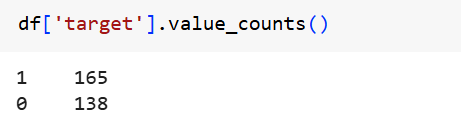 df['target'].value_counts()
1    165
0    138